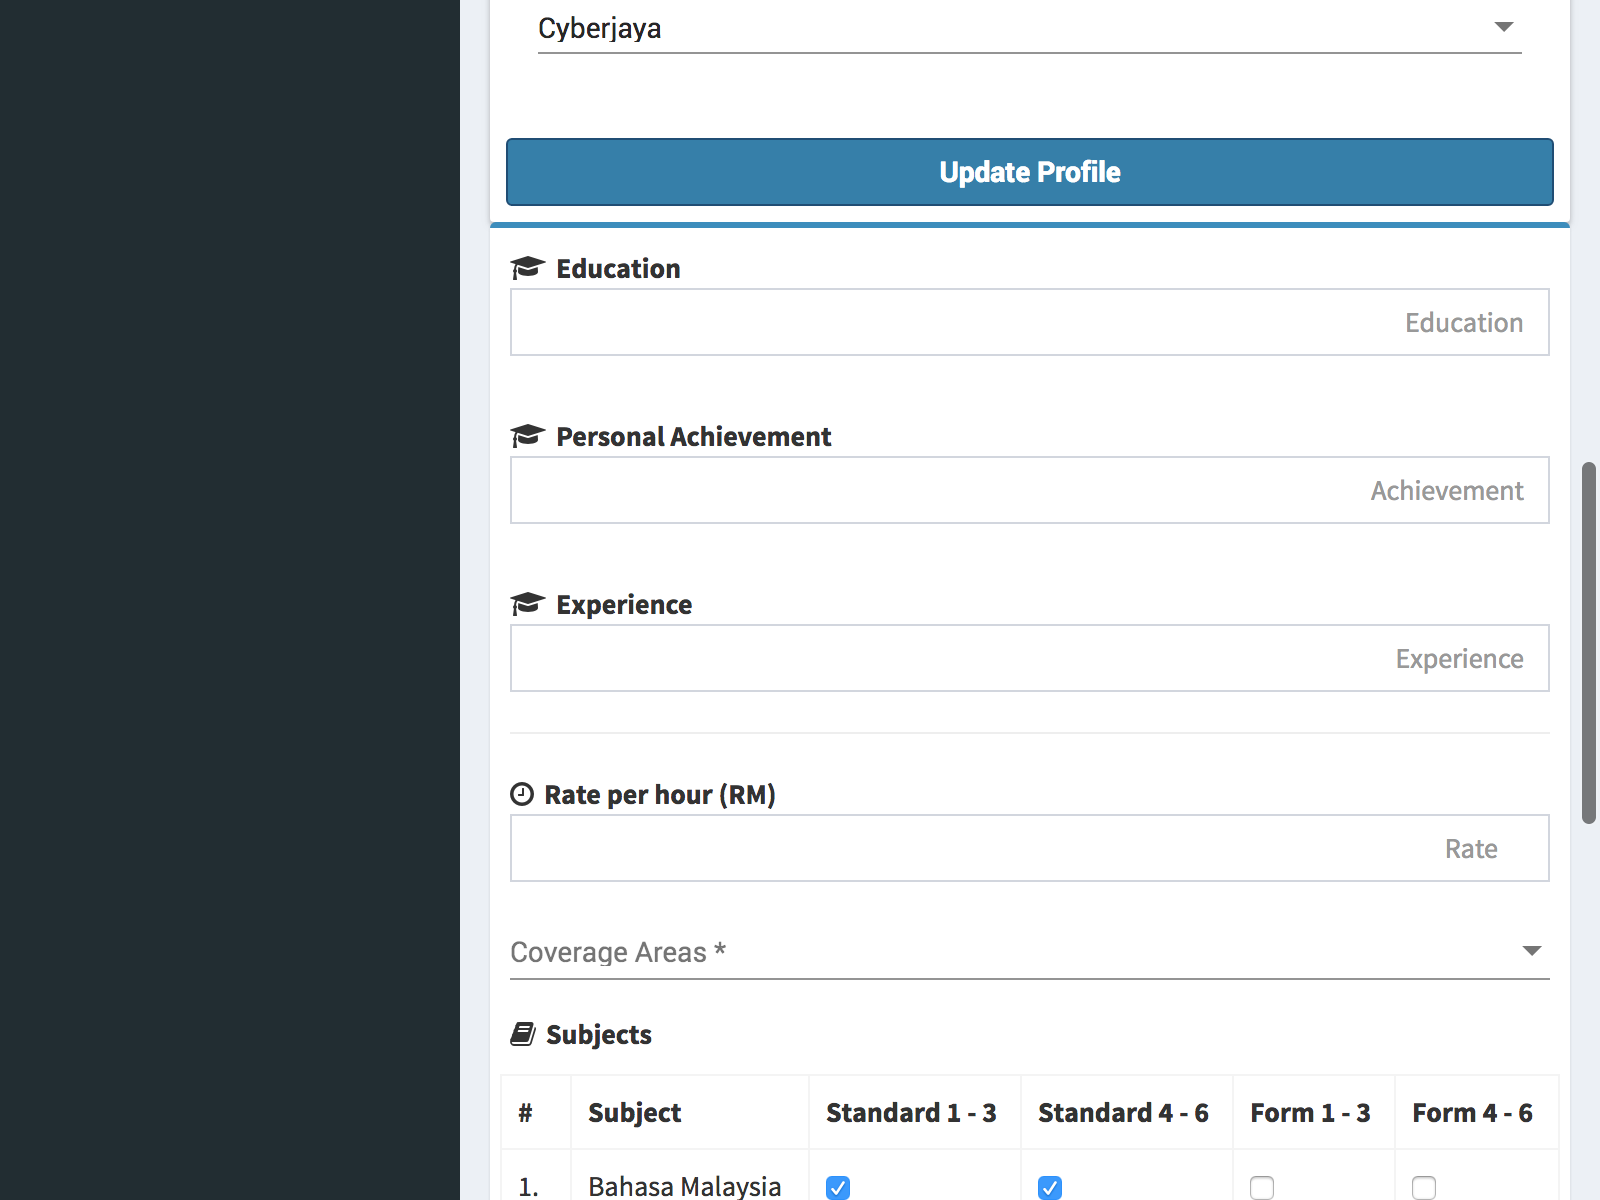 Cyberjaya
Update Profile
Education
Education
Personal Achievement
Achievement
Experience
Experience
Rate per hour (RM)
Rate
Coverage Areas *
Subjects
# Subject Standard 1 - 3 Standard 4 - 6 Form 1 - 3 Form 4 - 6
1. Bahasa Malaysia